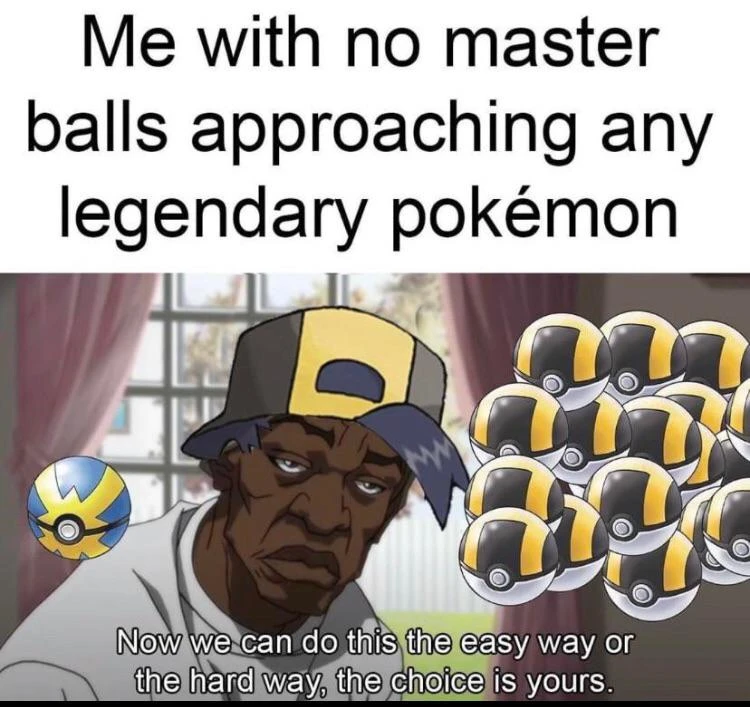 Me with no master
balls approaching any
legendary pokémon
Now we can do this the easy way or
the hard way, the choice is yours.